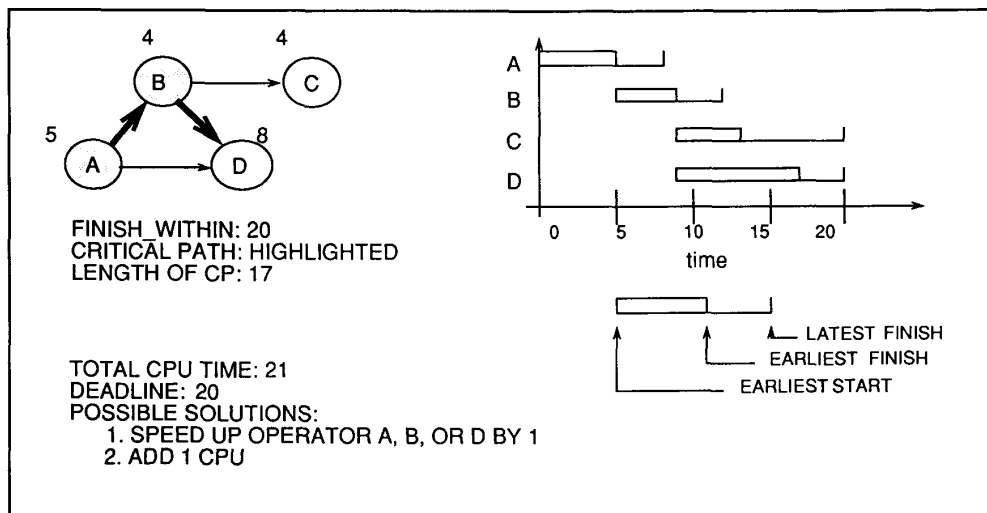 4
4
B
C
5
8
A
D
FINISH_WITHIN: 20
CRITICAL PATH: HIGHLIGHTED
LENGTH OF CP: 17
TOTAL CPU TIME: 21
DEADLINE: 20
POSSIBLE SOLUTIONS:
1. SPEED UP OPERATOR A, B, OR D BY 1
2. ADD 1 CPU
A
B
C
D
0 5 10 15 20
time
LATEST FINISH
EARLIEST FINISH
EARLIEST START